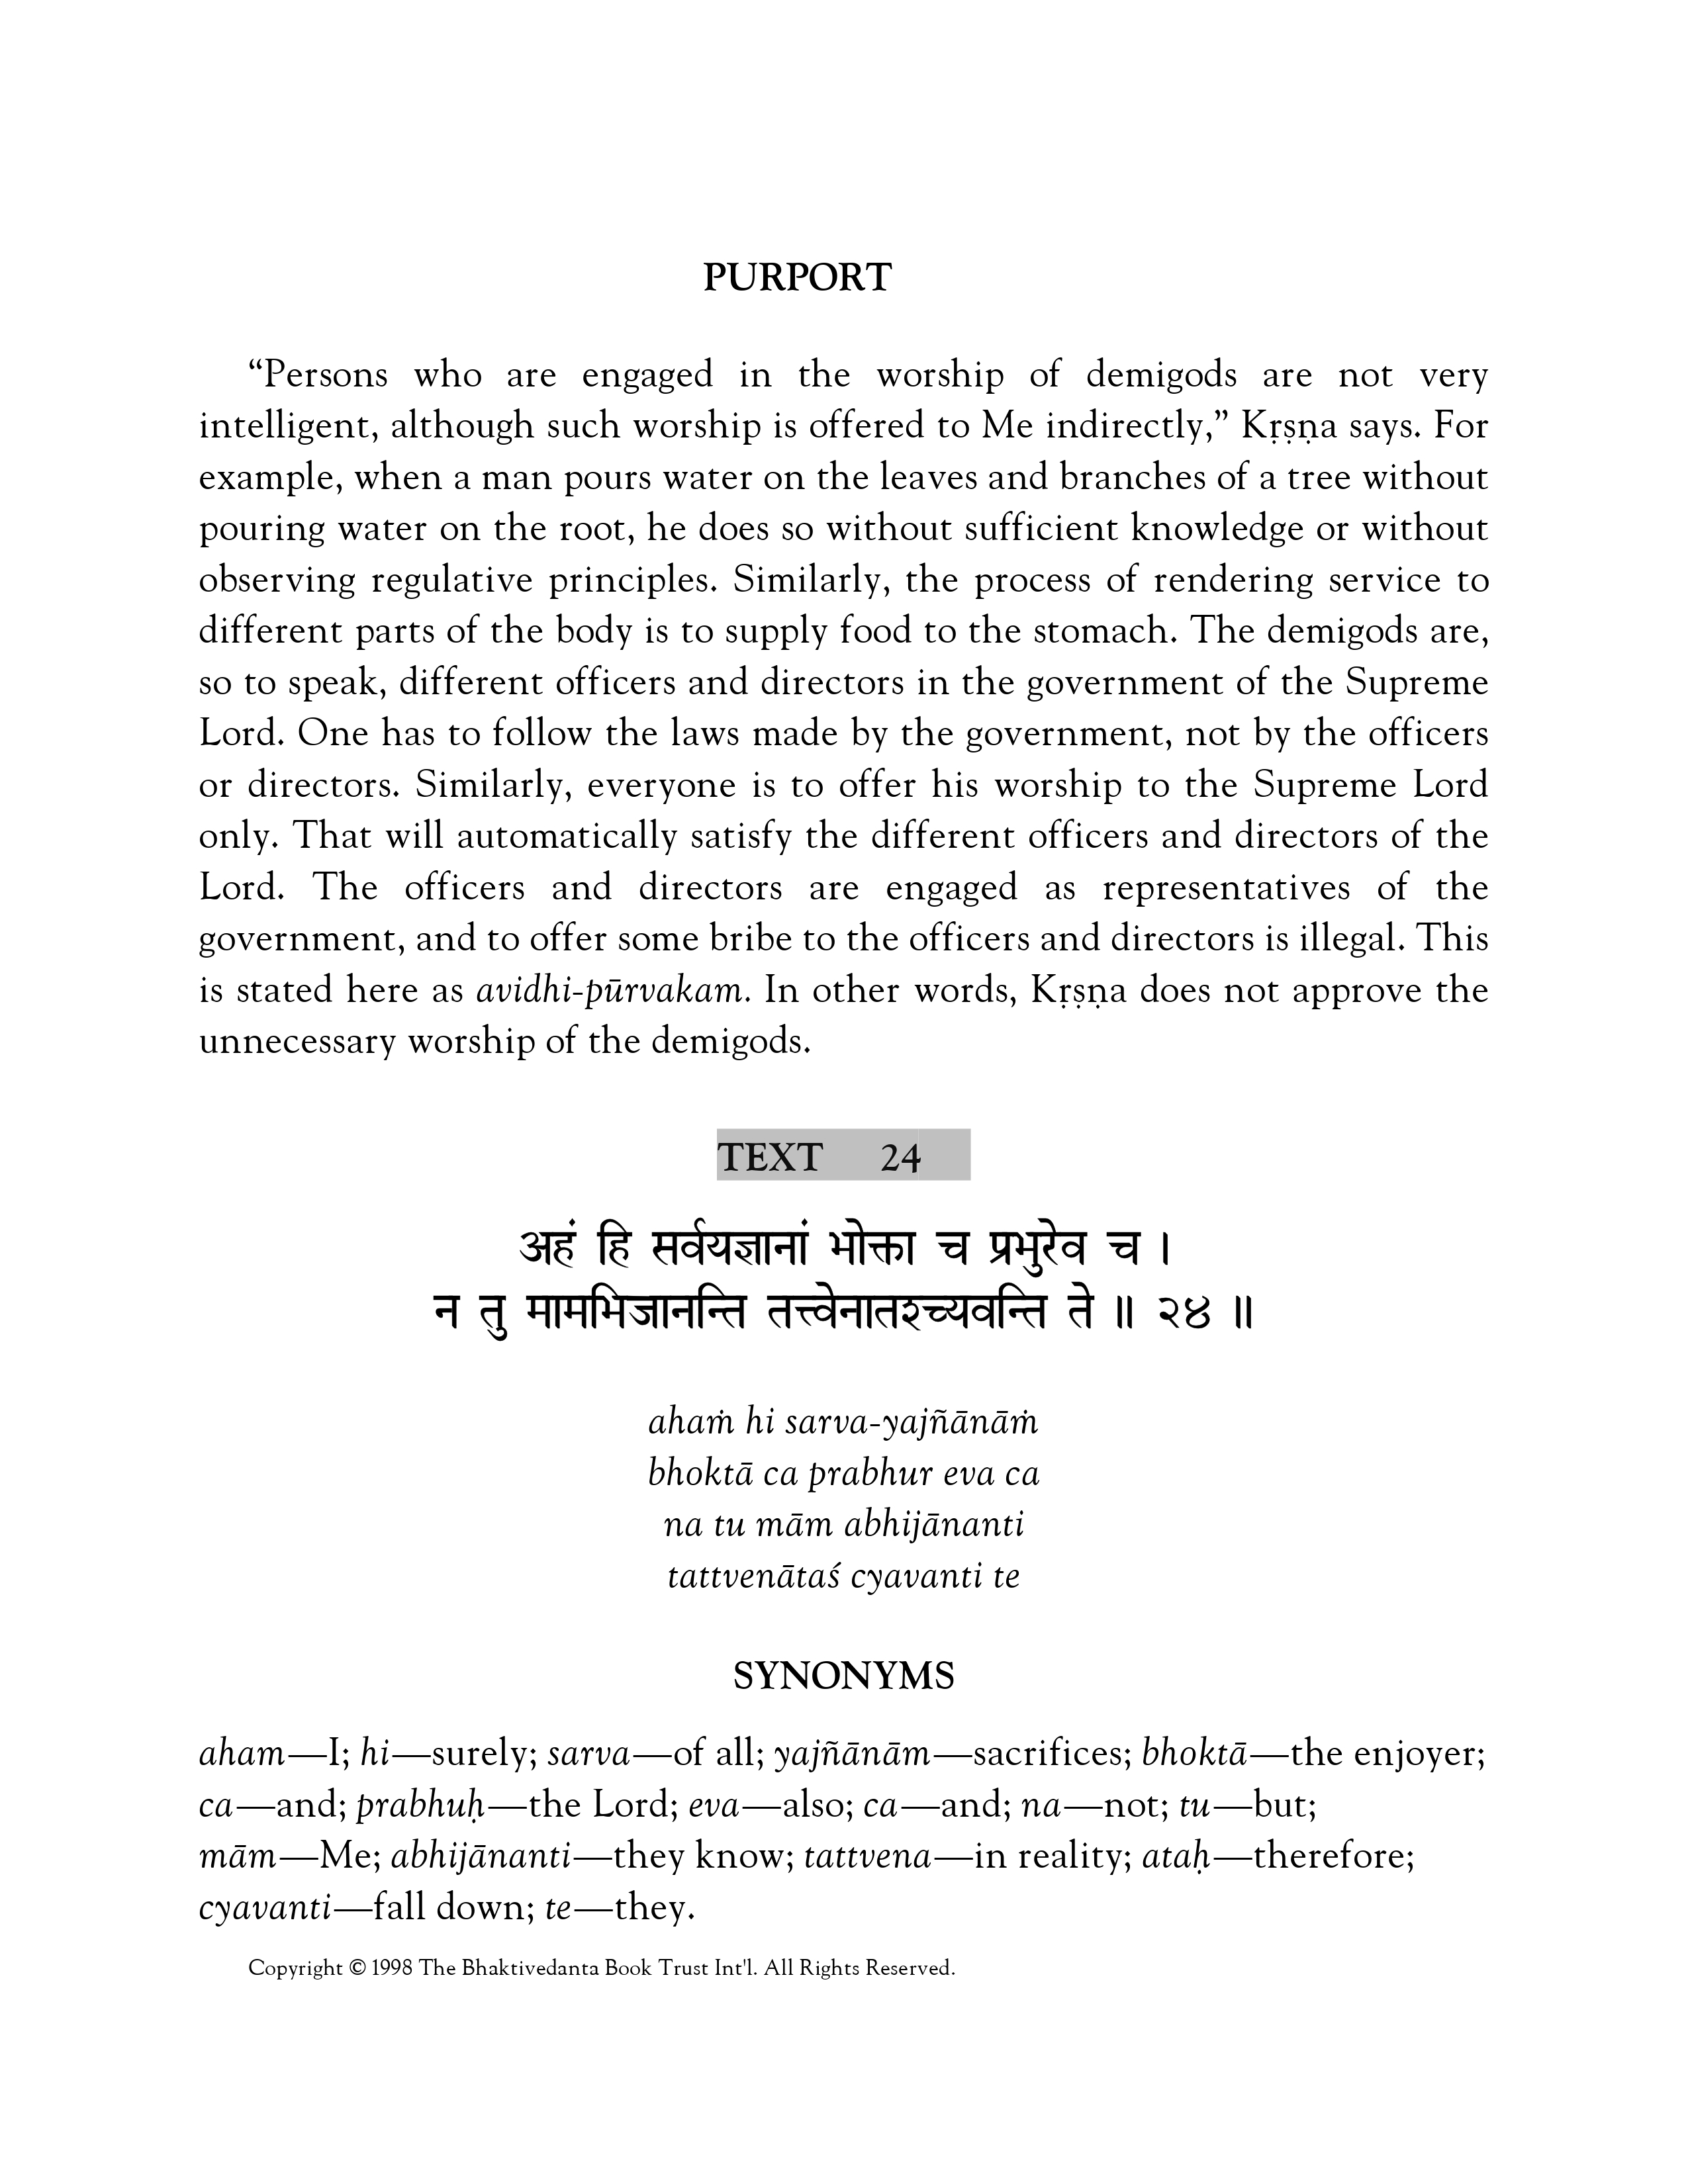 PURPORT
“Persons who are engaged in the worship of demigods are not very
intelligent, although such worship is offered to Me indirectly,” Kṛṣṇa says. For
example, when a man pours water on the leaves and branches of a tree without
pouring water on the root, he does so without sufficient knowledge or without
observing regulative principles. Similarly, the process of rendering service to
different parts of the body is to supply food to the stomach. The demigods are,
so to speak, different officers and directors in the government of the Supreme
Lord. One has to follow the laws made by the government, not by the officers
or directors. Similarly, everyone is to offer his worship to the Supreme Lord
only. That will automatically satisfy the different officers and directors of the
Lord. The officers and directors are engaged as representatives of the
government, and to offer some bribe to the officers and directors is illegal. This
is stated here as avidhi-pūrvakam. In other words, Kṛṣṇa does not approve the
unnecessary worship of the demigods.
TEXT 24
अहं हि सर्वयज्ञानां भोक्ता च प्रभुरेव च ।
न तु मामभिजानन्ति तत्त्वेनातश्च्यवन्ति ते ॥ २४ ॥
ahaṁ hi sarva-yajñānāṁ
bhoktā ca prabhur eva ca
na tu mām abhijānanti
tattvenātaś cyavanti te
SYNONYMS
aham—I; hi—surely; sarva—of all; yajñānām—sacrifices; bhoktā—the enjoyer;
ca—and; prabhuḥ—the Lord; eva—also; ca—and; na—not; tu—but;
mām—Me; abhijānanti—they know; tattvena—in reality; ataḥ—therefore;
cyavanti—fall down; te—they.
Copyright © 1998 The Bhaktivedanta Book Trust Int'l. All Rights Reserved.